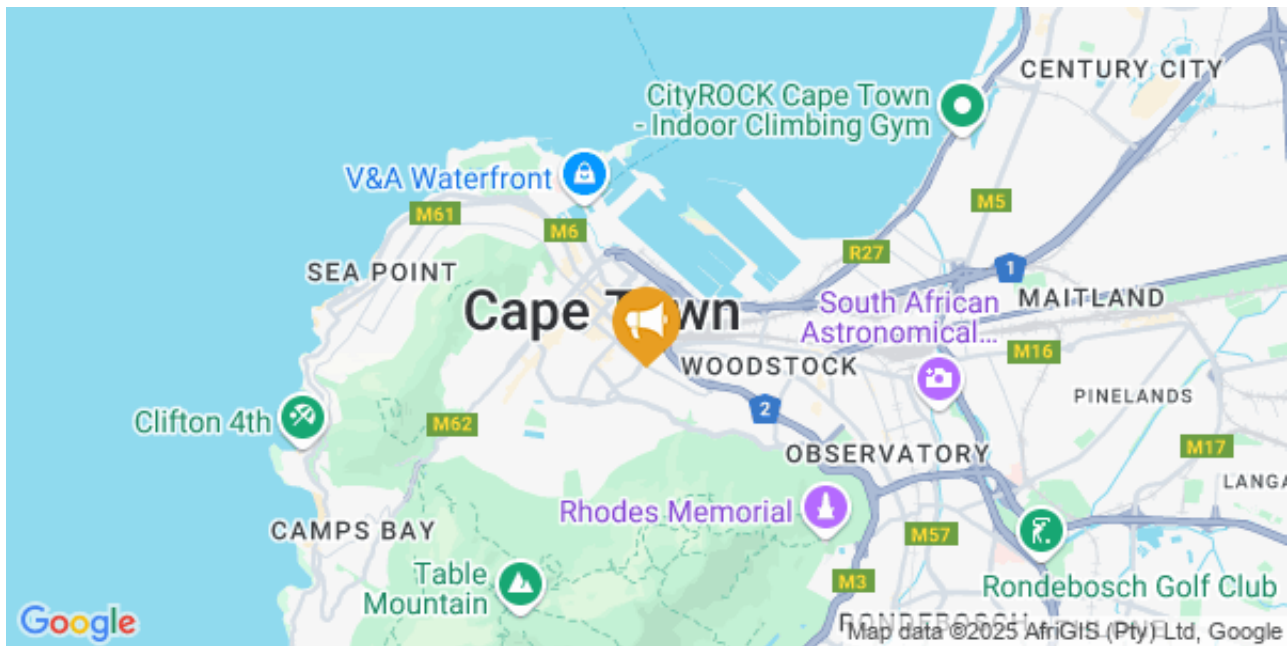 CENTURY CITY
CityROCK Cape Town
- Indoor Climbing Gym
V&A Waterfront
M5
M61
M6
R27
SEA POINT
1
MAITLAND
Cape Town
South African
Astronomical...
M16
WOODSTOCK
PINELANDS
2
Clifton 4th
M62
M17
OBSERVATORY
LANGA
Rhodes Memorial
CAMPS BAY
M57
Table
Mountain
M3
Rondebosch Golf Club
RONDEBOSCH
Google
Map data ©2025 AfriGIS (Pty) Ltd, Google